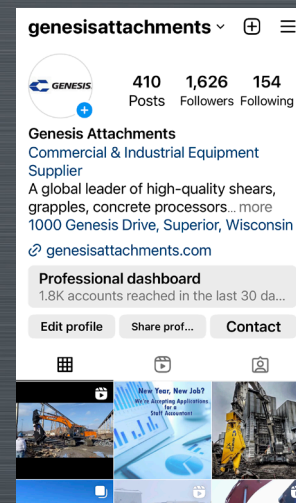 genesisattachments
GENESIS
410 1,626 154
Posts Followers Following
Genesis Attachments
Commercial & Industrial Equipment
Supplier
A global leader of high-quality shears,
grapples, concrete processors... more
1000 Genesis Drive, Superior, Wisconsin
genesisattachments.com
Professional dashboard
1.8K accounts reached in the last 30 da...
Edit profile Share prof... Contact
New Year, New Job?
We're Accepting Applications
for a
Staff Accountant